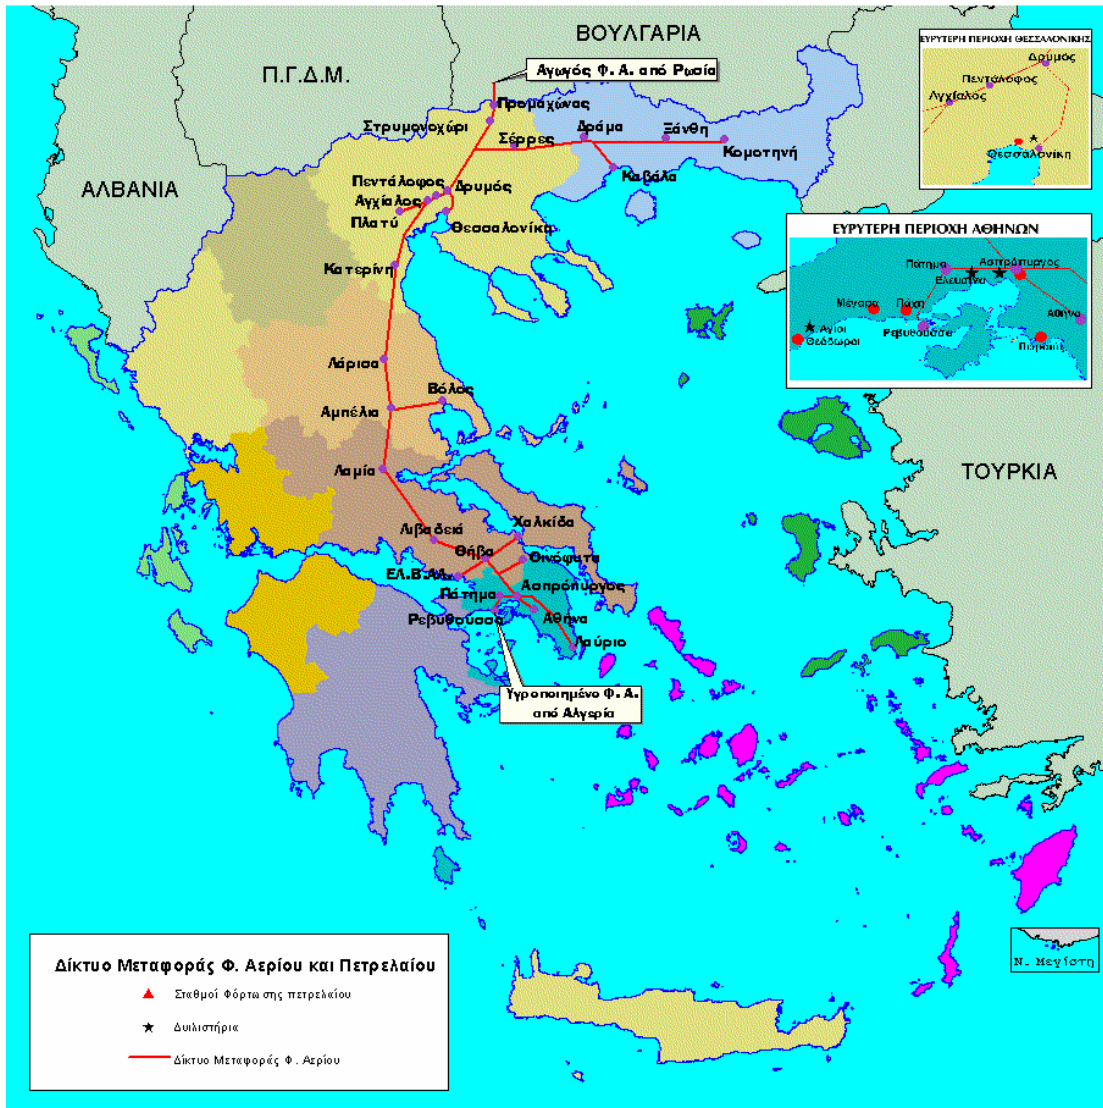 ΒΟΥΛΓΑΡΙΑ
Π.Γ.Δ.Μ.
ΑΛΒΑΝΙΑ
ΤΟΥΡΚΙΑ
Αγωγός Φ. Α. από Ρωσία
Προμαχώνας
Στρυμονοχώρι
Σέρρες
Δράμα
Ξάνθη
Κομοτηνή
Καβάλα
Πεντάλοφος
Δρυμός
Αγχίαλος
Πλατύ
Θεσσαλονίκη
Κατερίνη
Λάρισα
Βόλος
Αμπέλια
Λαμία
Λιβαδειά
Χαλκίδα
Θήβα
Οινόφυτα
ΕΛ.Β.ΑΛ.
Πάτημα
Ασπρόπυργος
Ρεβυθούσσα
Αθήνα
Λαύριο
Υγροποιημένο Φ. Α.
από Αλγερία
ΕΥΡΥΤΕΡΗ ΠΕΡΙΟΧΗ ΘΕΣΣΑΛΟΝΙΚΗΣ
Δρυμός
Πεντάλοφος
Αγχίαλος
Θεσσαλονίκη
ΕΥΡΥΤΕΡΗ ΠΕΡΙΟΧΗ ΑΘΗΝΩΝ
Πάτημα
Ασπρόπυργος
Ελευσίνα
Μέγαρα
Πάχη
Ρεβυθούσσα
Αθήνα
Άγιοι
Θεόδωροι
Πειραιάς
Ν. Μεγίστη
Δίκτυο Μεταφοράς Φ. Αερίου και Πετρελαίου
Σταθμοί Φόρτωσης πετρελαίου
Διυλιστήρια
Δίκτυο Μεταφοράς Φ. Αερίου